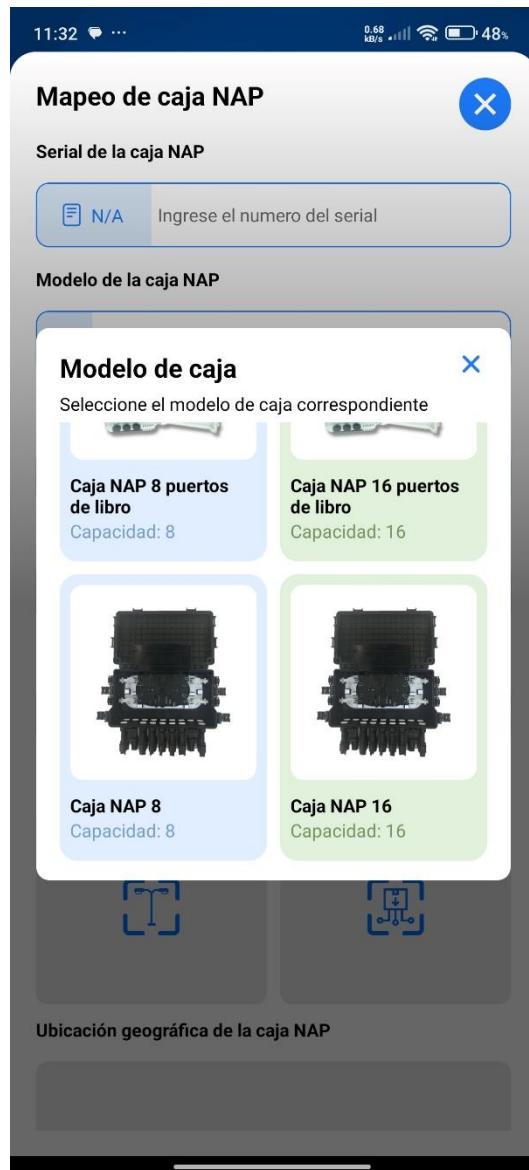 11:32
0.68
kB/s
48%
Mapeo de caja NAP
Serial de la caja NAP
N/A
Ingrese el numero del serial
Modelo de la caja NAP
Modelo de caja
Seleccione el modelo de caja correspondiente
Caja NAP 8 puertos
de libro
Capacidad: 8
Caja NAP 16 puertos
de libro
Capacidad: 16
Caja NAP 8
Capacidad: 8
Caja NAP 16
Capacidad: 16
Ubicación geográfica de la caja NAP